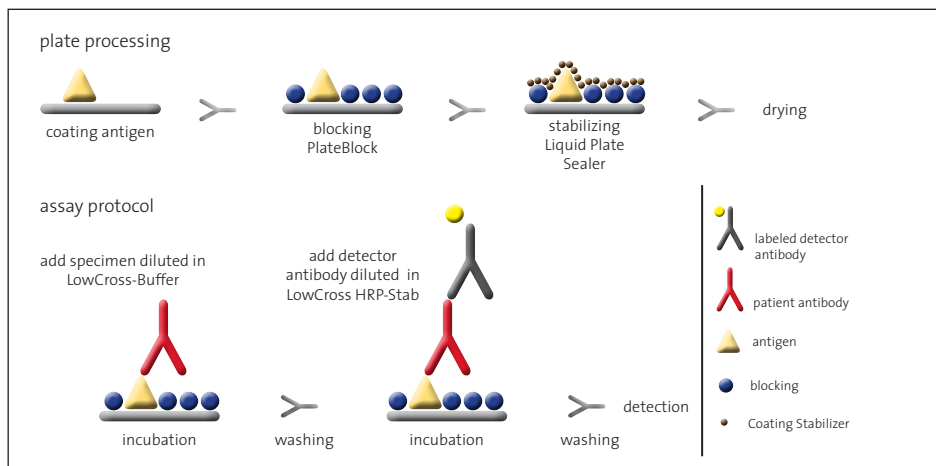 plate processing
coating antigen
blocking
PlateBlock
stabilizing
Liquid Plate
Sealer
drying
assay protocol
add specimen diluted in
LowCross-Buffer
add detector
antibody diluted in
LowCross HRP-Stab
incubation
washing
incubation
washing
detection
labeled detector
antibody
patient antibody
antigen
blocking
Coating Stabilizer